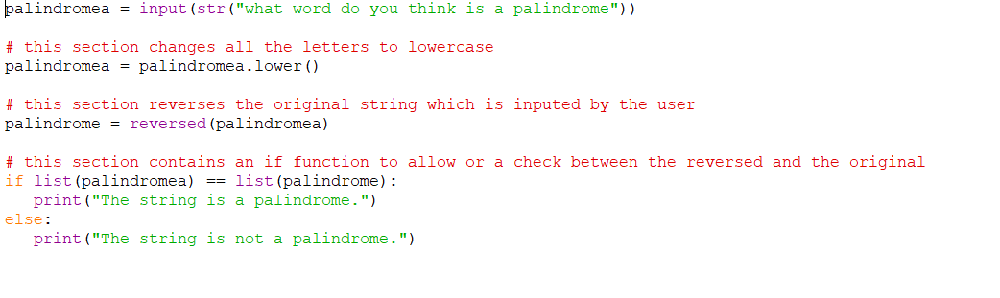 palindromea = input(str("what word do you think is a palindrome"))
# this section changes all the letters to lowercase
palindromea = palindromea.lower()
# this section reverses the original string which is inputed by the user
palindrome = reversed(palindromea)
# this section contains an if function to allow or a check between the reversed and the original
if list(palindromea) == list(palindrome):
   print("The string is a palindrome.")
else:
   print("The string is not a palindrome.")